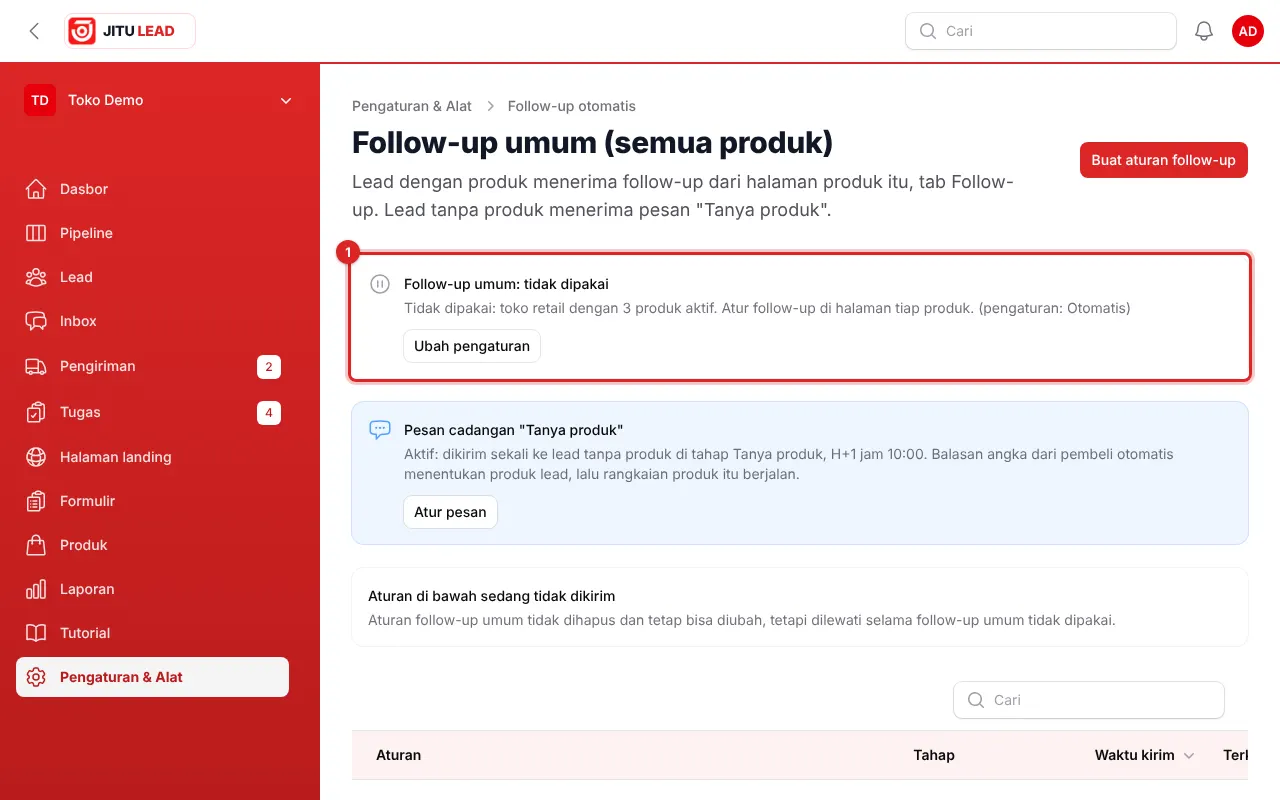 JITU LEAD
Cari
AD
TD
Toko Demo
Dasbor
Pipeline
Lead
Inbox
Pengiriman
2
Tugas
4
Halaman landing
Formulir
Produk
Laporan
Tutorial
Pengaturan & Alat
Pengaturan & Alat
Follow-up otomatis
Follow-up umum (semua produk)
Lead dengan produk menerima follow-up dari halaman produk itu, tab Follow-
up. Lead tanpa produk menerima pesan "Tanya produk".
Buat aturan follow-up
1
Follow-up umum: tidak dipakai
Tidak dipakai: toko retail dengan 3 produk aktif. Atur follow-up di halaman tiap produk. (pengaturan: Otomatis)
Ubah pengaturan
Pesan cadangan "Tanya produk"
Aktif: dikirim sekali ke lead tanpa produk di tahap Tanya produk, H+1 jam 10:00. Balasan angka dari pembeli otomatis
menentukan produk lead, lalu rangkaian produk itu berjalan.
Atur pesan
Aturan di bawah sedang tidak dikirim
Aturan follow-up umum tidak dihapus dan tetap bisa diubah, tetapi dilewati selama follow-up umum tidak dipakai.
Cari
Aturan
Tahap
Waktu kirim